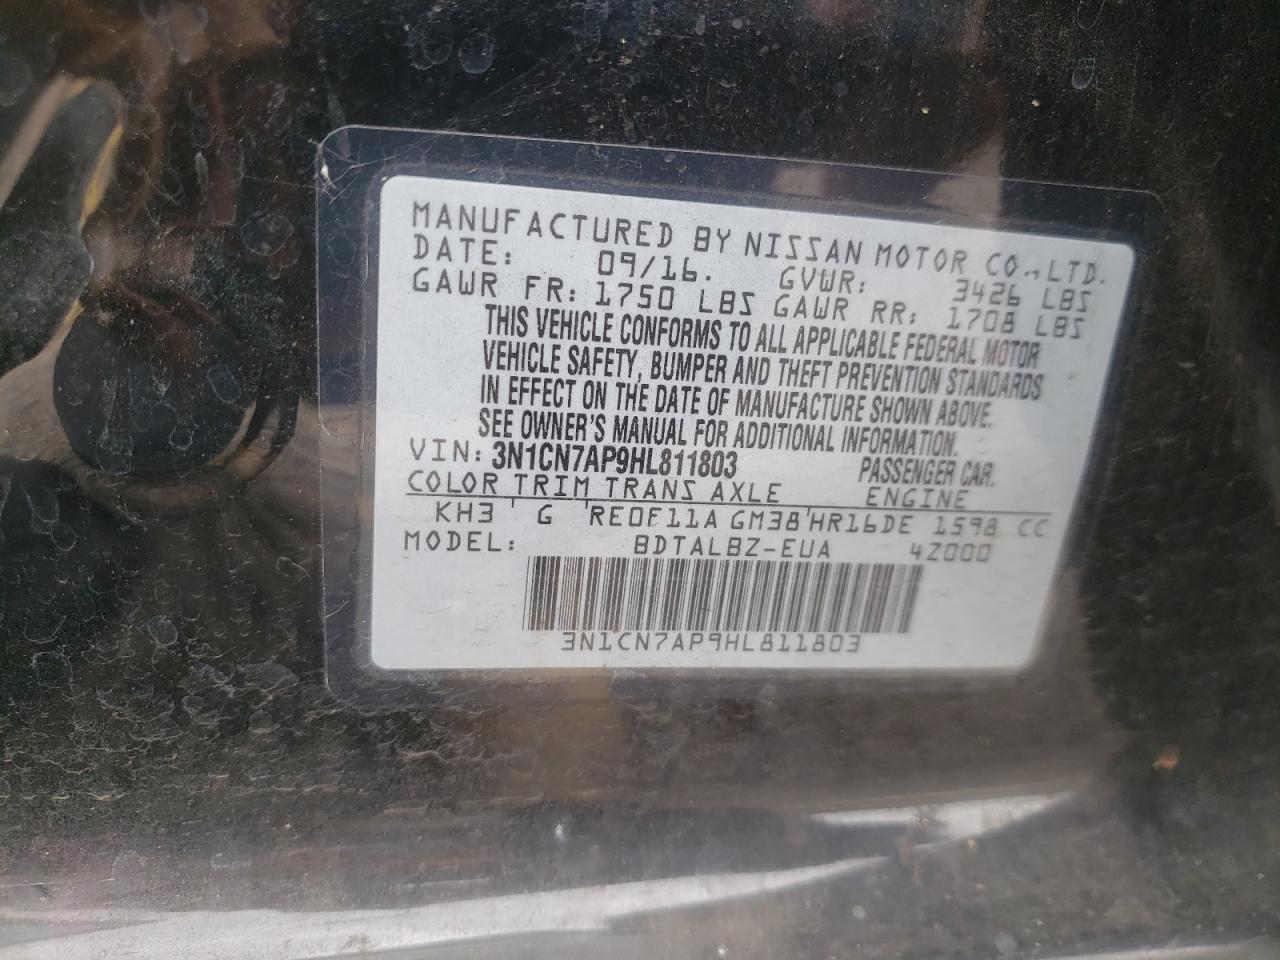 MANUFACTURED BY NISSAN MOTOR CO., LTD.
DATE: 09/16. GVWR: 3426 LBS
GAWR FR: 1750 LBS GAWR RR: 1708 LBS
THIS VEHICLE CONFORMS TO ALL APPLICABLE FEDERAL MOTOR
VEHICLE SAFETY, BUMPER AND THEFT PREVENTION STANDARDS
IN EFFECT ON THE DATE OF MANUFACTURE SHOWN ABOVE.
SEE OWNER'S MANUAL FOR ADDITIONAL INFORMATION.
VIN: 3N1CN7AP9HL811803 PASSENGER CAR.
COLOR TRIM TRANS AXLE ENGINE
KH3 ' G ' RE0F11A GM38 ' HR16DE 1598 CC
MODEL: BDTALBZ-EUA 4Z000
3N1CN7AP9HL811803